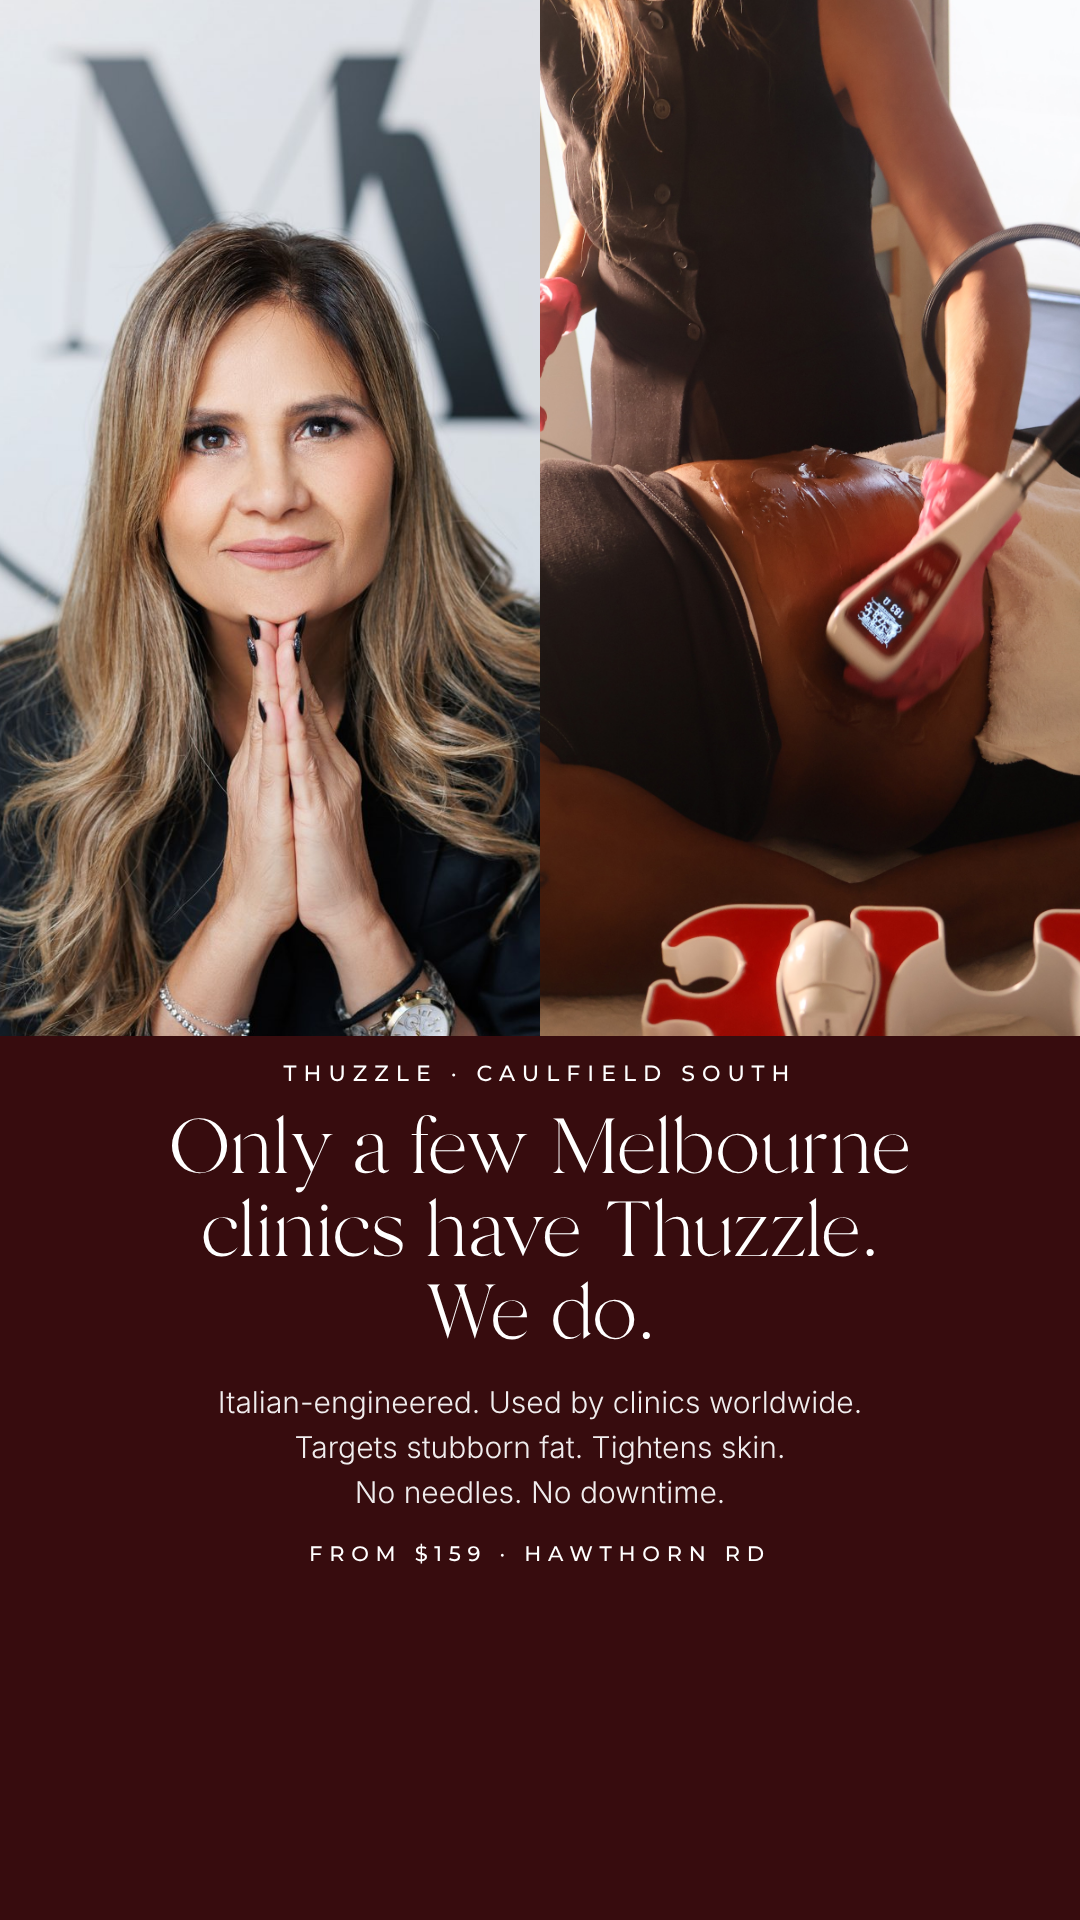 M
THUZZLE · CAULFIELD SOUTH
Only a few Melbourne
clinics have Thuzzle.
We do.
Italian-engineered. Used by clinics worldwide.
Targets stubborn fat. Tightens skin.
No needles. No downtime.
FROM $159 · HAWTHORN RD